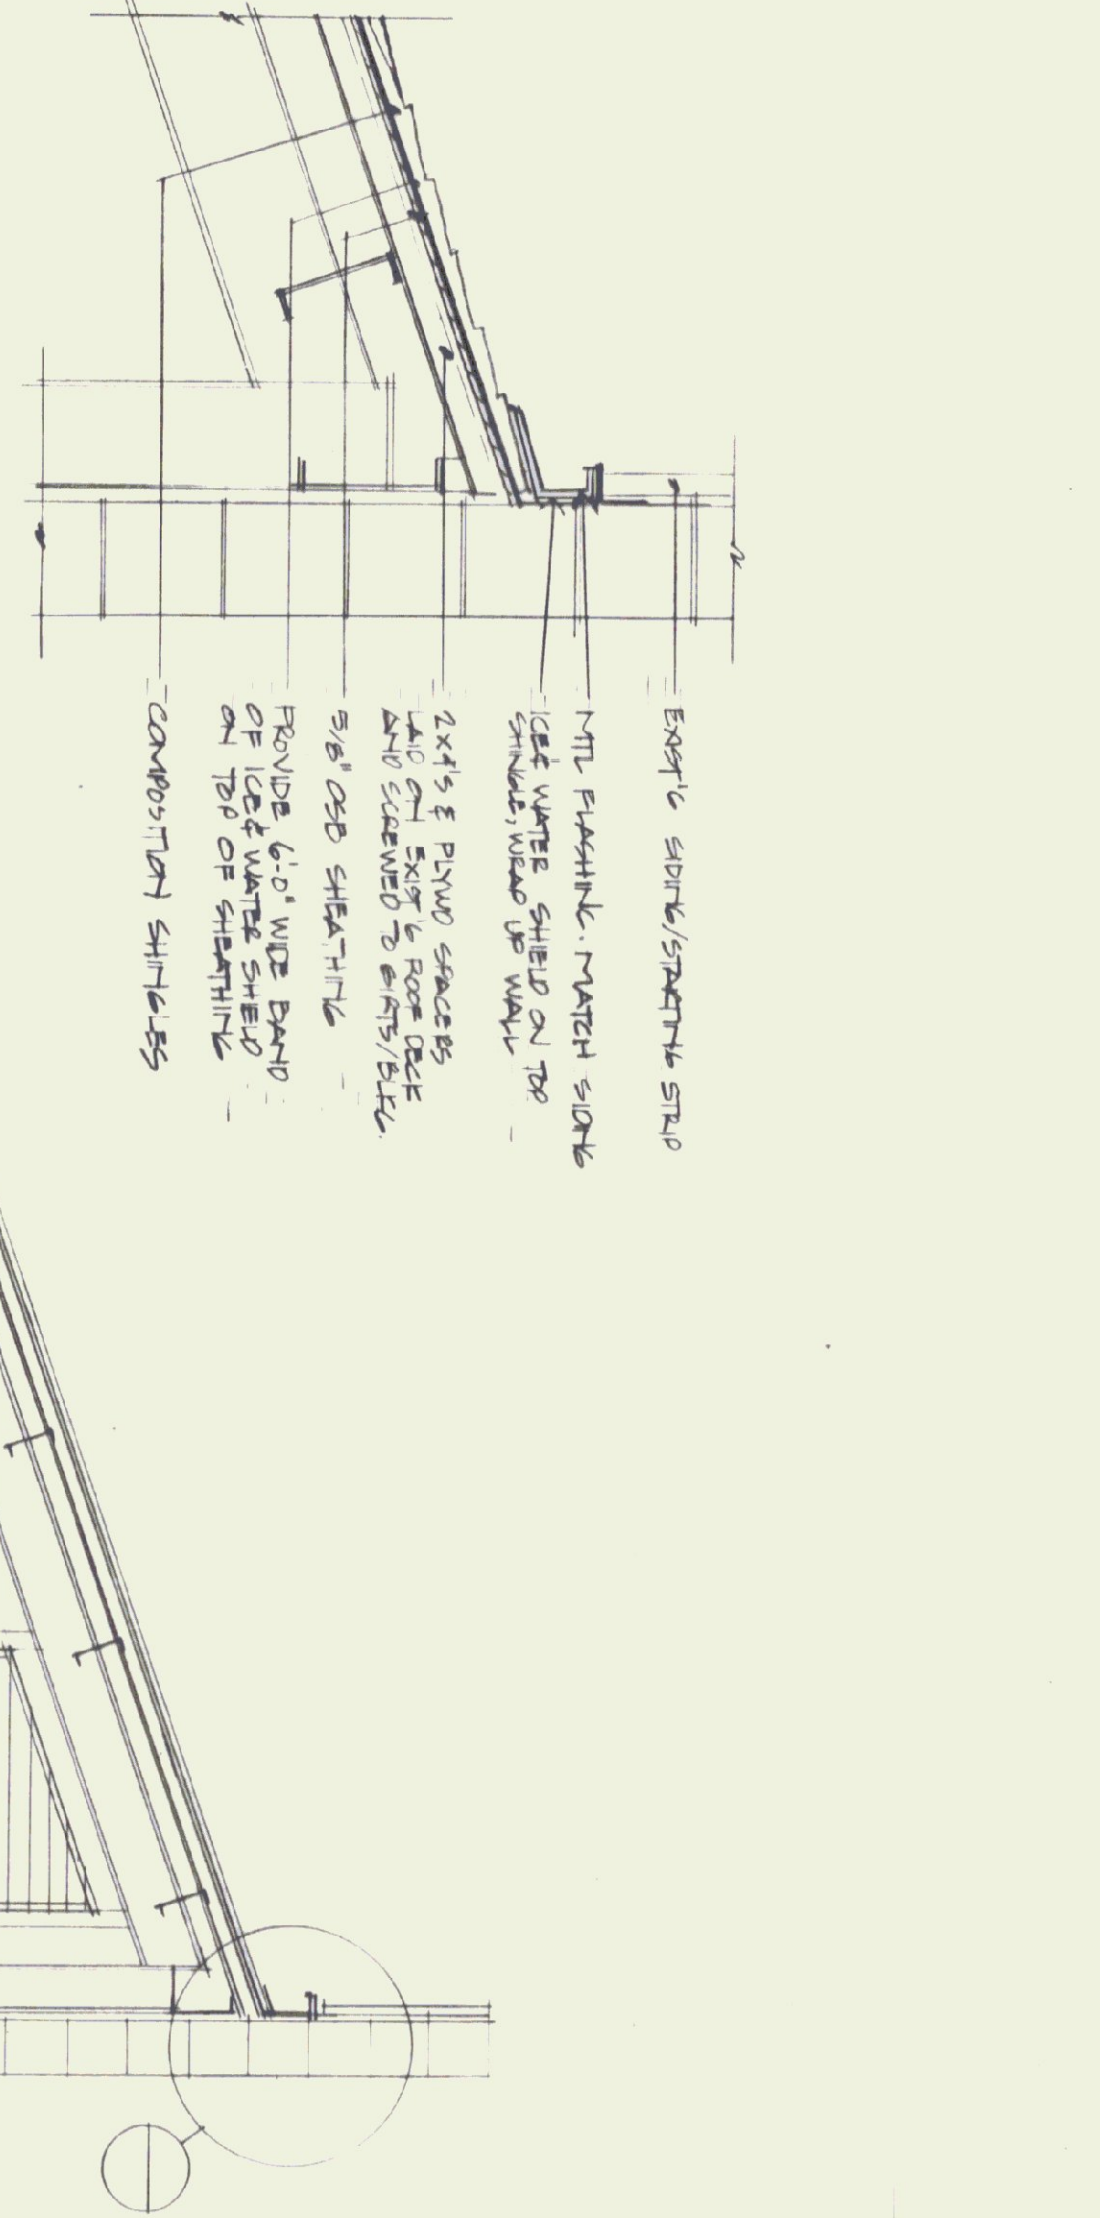 EXIST'G SIDING/STARTING STRIP
MTL FLASHING. MATCH SIDING
ICE & WATER SHIELD ON TOP
SHINGLE, WRAP UP WALL
2X4'S & PLYWD SPACERS
LAID ON EXIST'G ROOF DECK
AND SCREWED TO GIRTS/BLKG.
5/8" OSB SHEATHING
PROVIDE 6'-0" WIDE BAND
OF ICE & WATER SHIELD
ON TOP OF SHEATHING
COMPOSITION SHINGLES